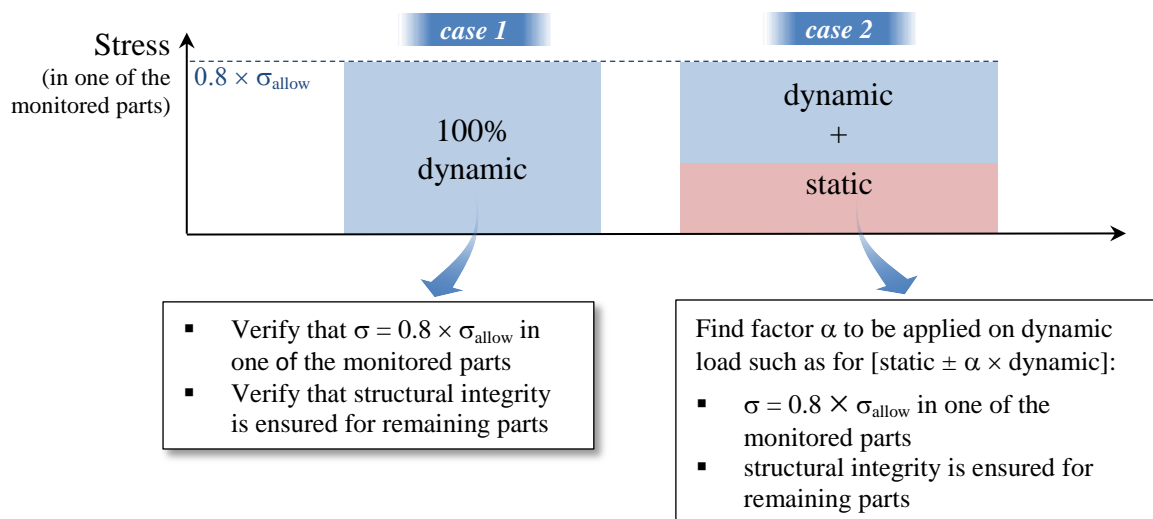 case 1
case 2
Stress
(in one of the
monitored parts)
0.8 × σallow
100%
dynamic
dynamic
+
static
▪ Verify that σ = 0.8 × σallow in
one of the monitored parts
▪ Verify that structural integrity
is ensured for remaining parts
Find factor α to be applied on dynamic
load such as for [static ± α × dynamic]:
▪ σ = 0.8 × σallow in one of the
monitored parts
▪ structural integrity is ensured for
remaining parts